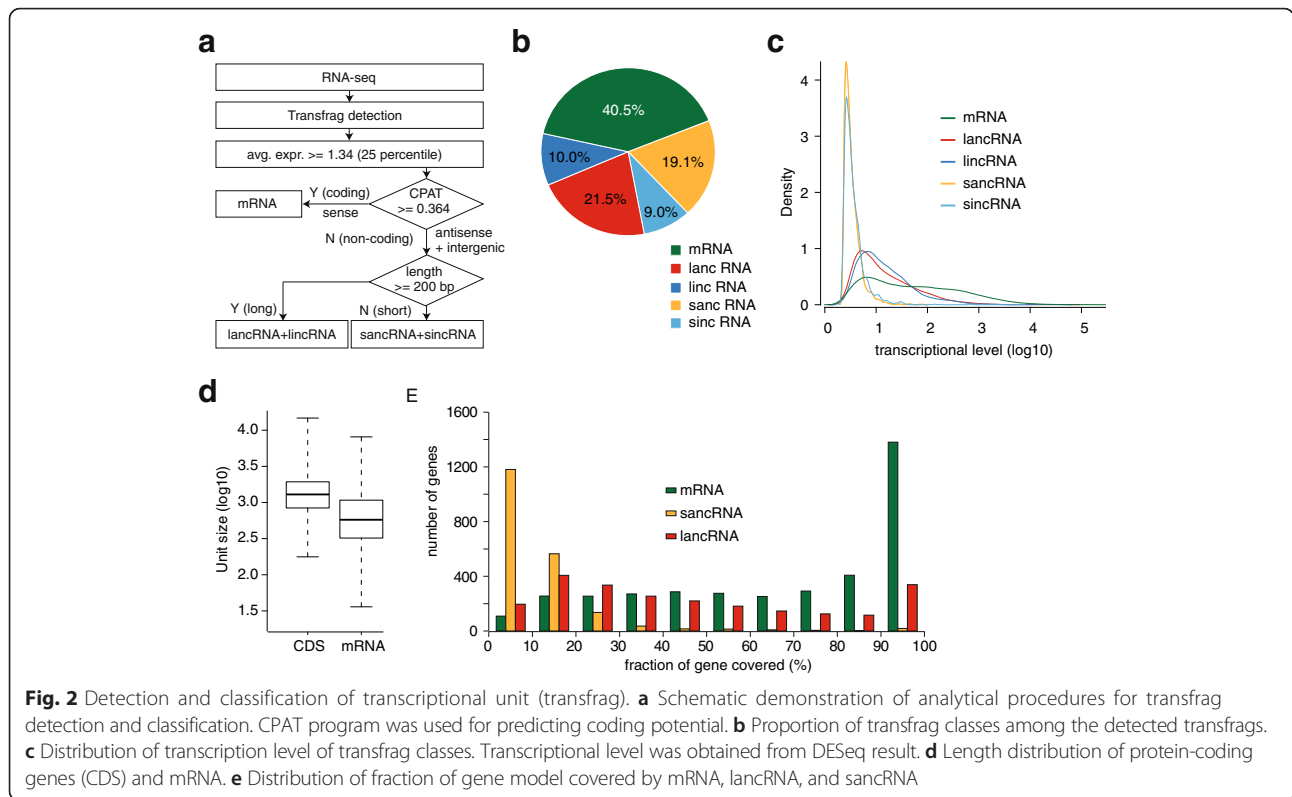 a
RNA-seq
Transfrag detection
avg. expr. >= 1.34 (25 percentile)
CPAT
>= 0.364
Y (coding)
sense
mRNA
N (non-coding)
antisense
+ intergenic
length
>= 200 bp
Y (long)
N (short)
lancRNA+lincRNA
sancRNA+sincRNA
b
40.5%
10.0%
19.1%
21.5%
9.0%
mRNA
lanc RNA
linc RNA
sanc RNA
sinc RNA
c
Density
4
3
2
1
0
mRNA
lancRNA
lincRNA
sancRNA
sincRNA
0 1 2 3 4 5
transcriptional level (log10)
d
Unit size (log10)
4.0
3.5
3.0
2.5
2.0
1.5
CDS mRNA
E
number of genes
1600
1200
800
400
0
mRNA
sancRNA
lancRNA
0 10 20 30 40 50 60 70 80 90 100
fraction of gene covered (%)
Fig. 2 Detection and classification of transcriptional unit (transfrag). a Schematic demonstration of analytical procedures for transfrag
detection and classification. CPAT program was used for predicting coding potential. b Proportion of transfrag classes among the detected transfrags.
c Distribution of transcription level of transfrag classes. Transcriptional level was obtained from DESeq result. d Length distribution of protein-coding
genes (CDS) and mRNA. e Distribution of fraction of gene model covered by mRNA, lancRNA, and sancRNA